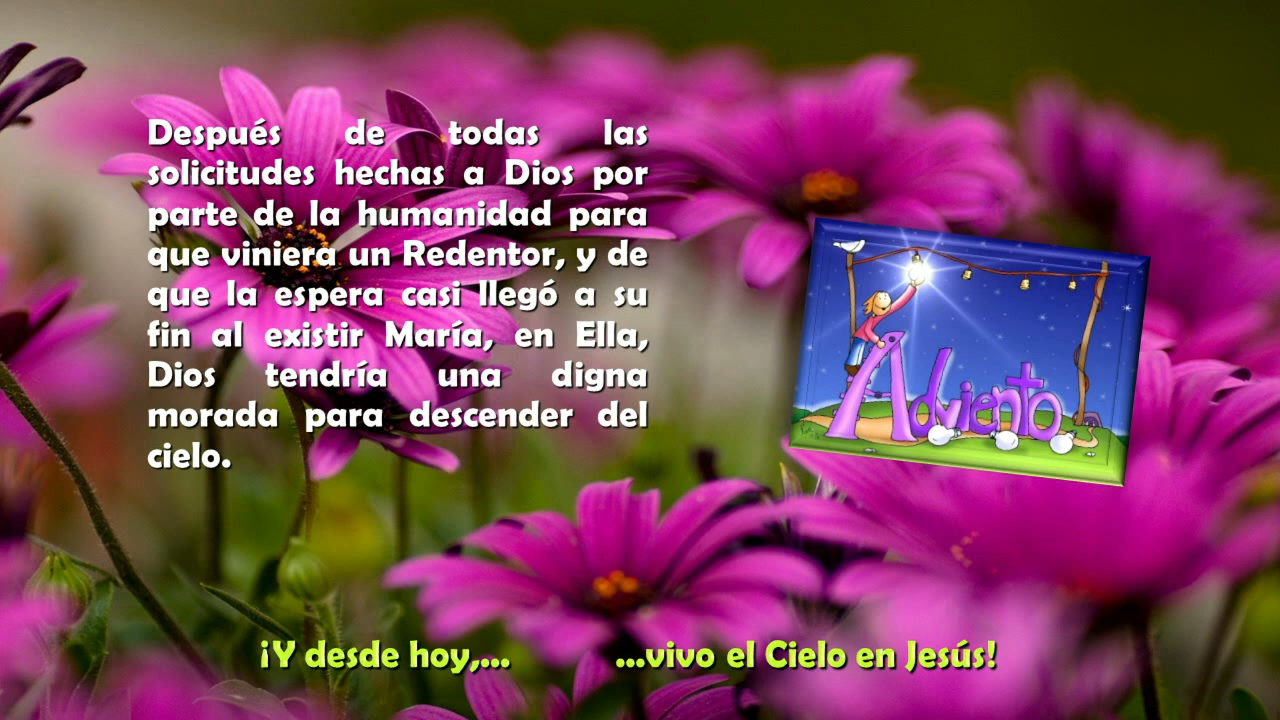 Después de todas las
solicitudes hechas a Dios por
parte de la humanidad para
que viniera un Redentor, y de
que la espera casi llegó a su
fin al existir María, en Ella,
Dios tendría una digna
morada para descender del
cielo.
Adviento
¡Y desde hoy,... ...vivo el Cielo en Jesús!